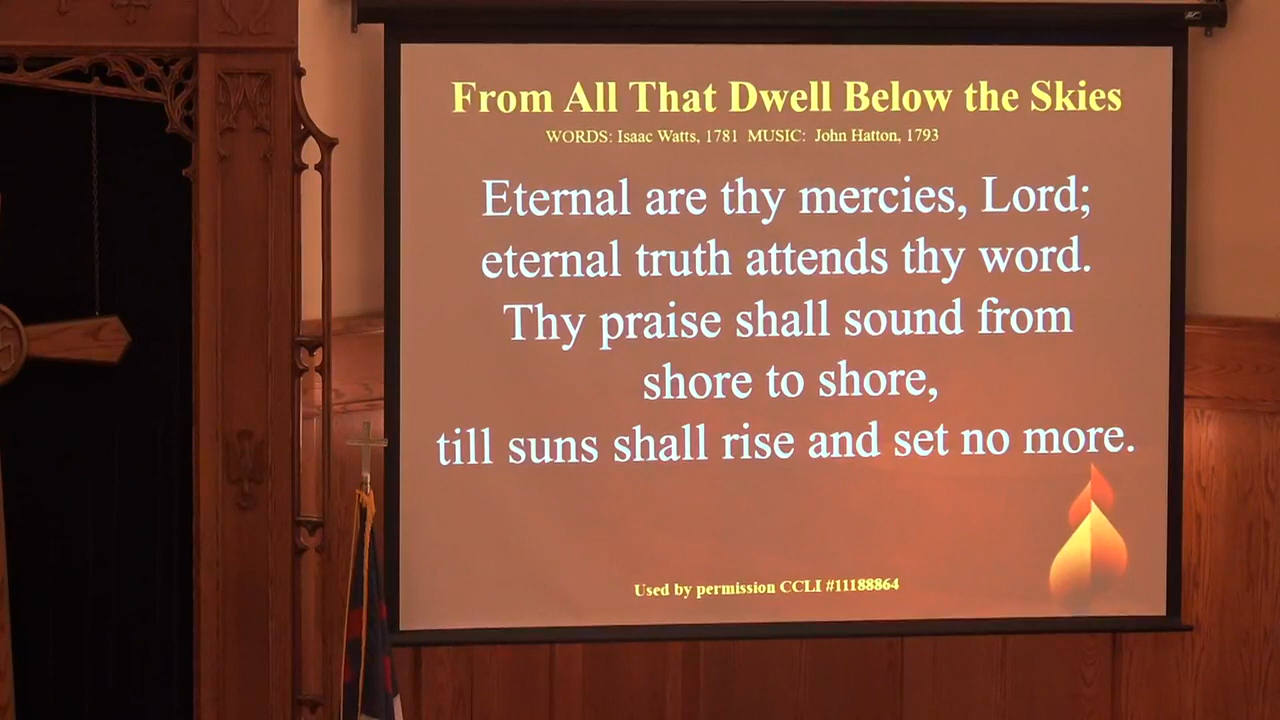 From All That Dwell Below the Skies
WORDS: Isaac Watts, 1781 MUSIC: John Hatton, 1793
Eternal are thy mercies, Lord;
eternal truth attends thy word.
Thy praise shall sound from
shore to shore,
till suns shall rise and set no more.
Used by permission CCLI #11188864